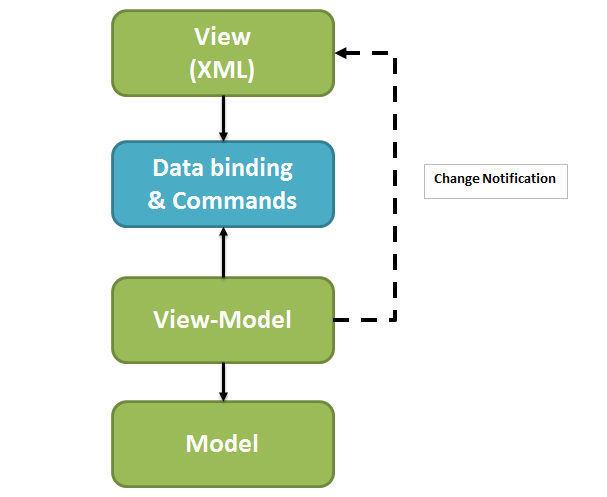 View
(XML)
Data binding
& Commands
Change Notification
View-Model
Model